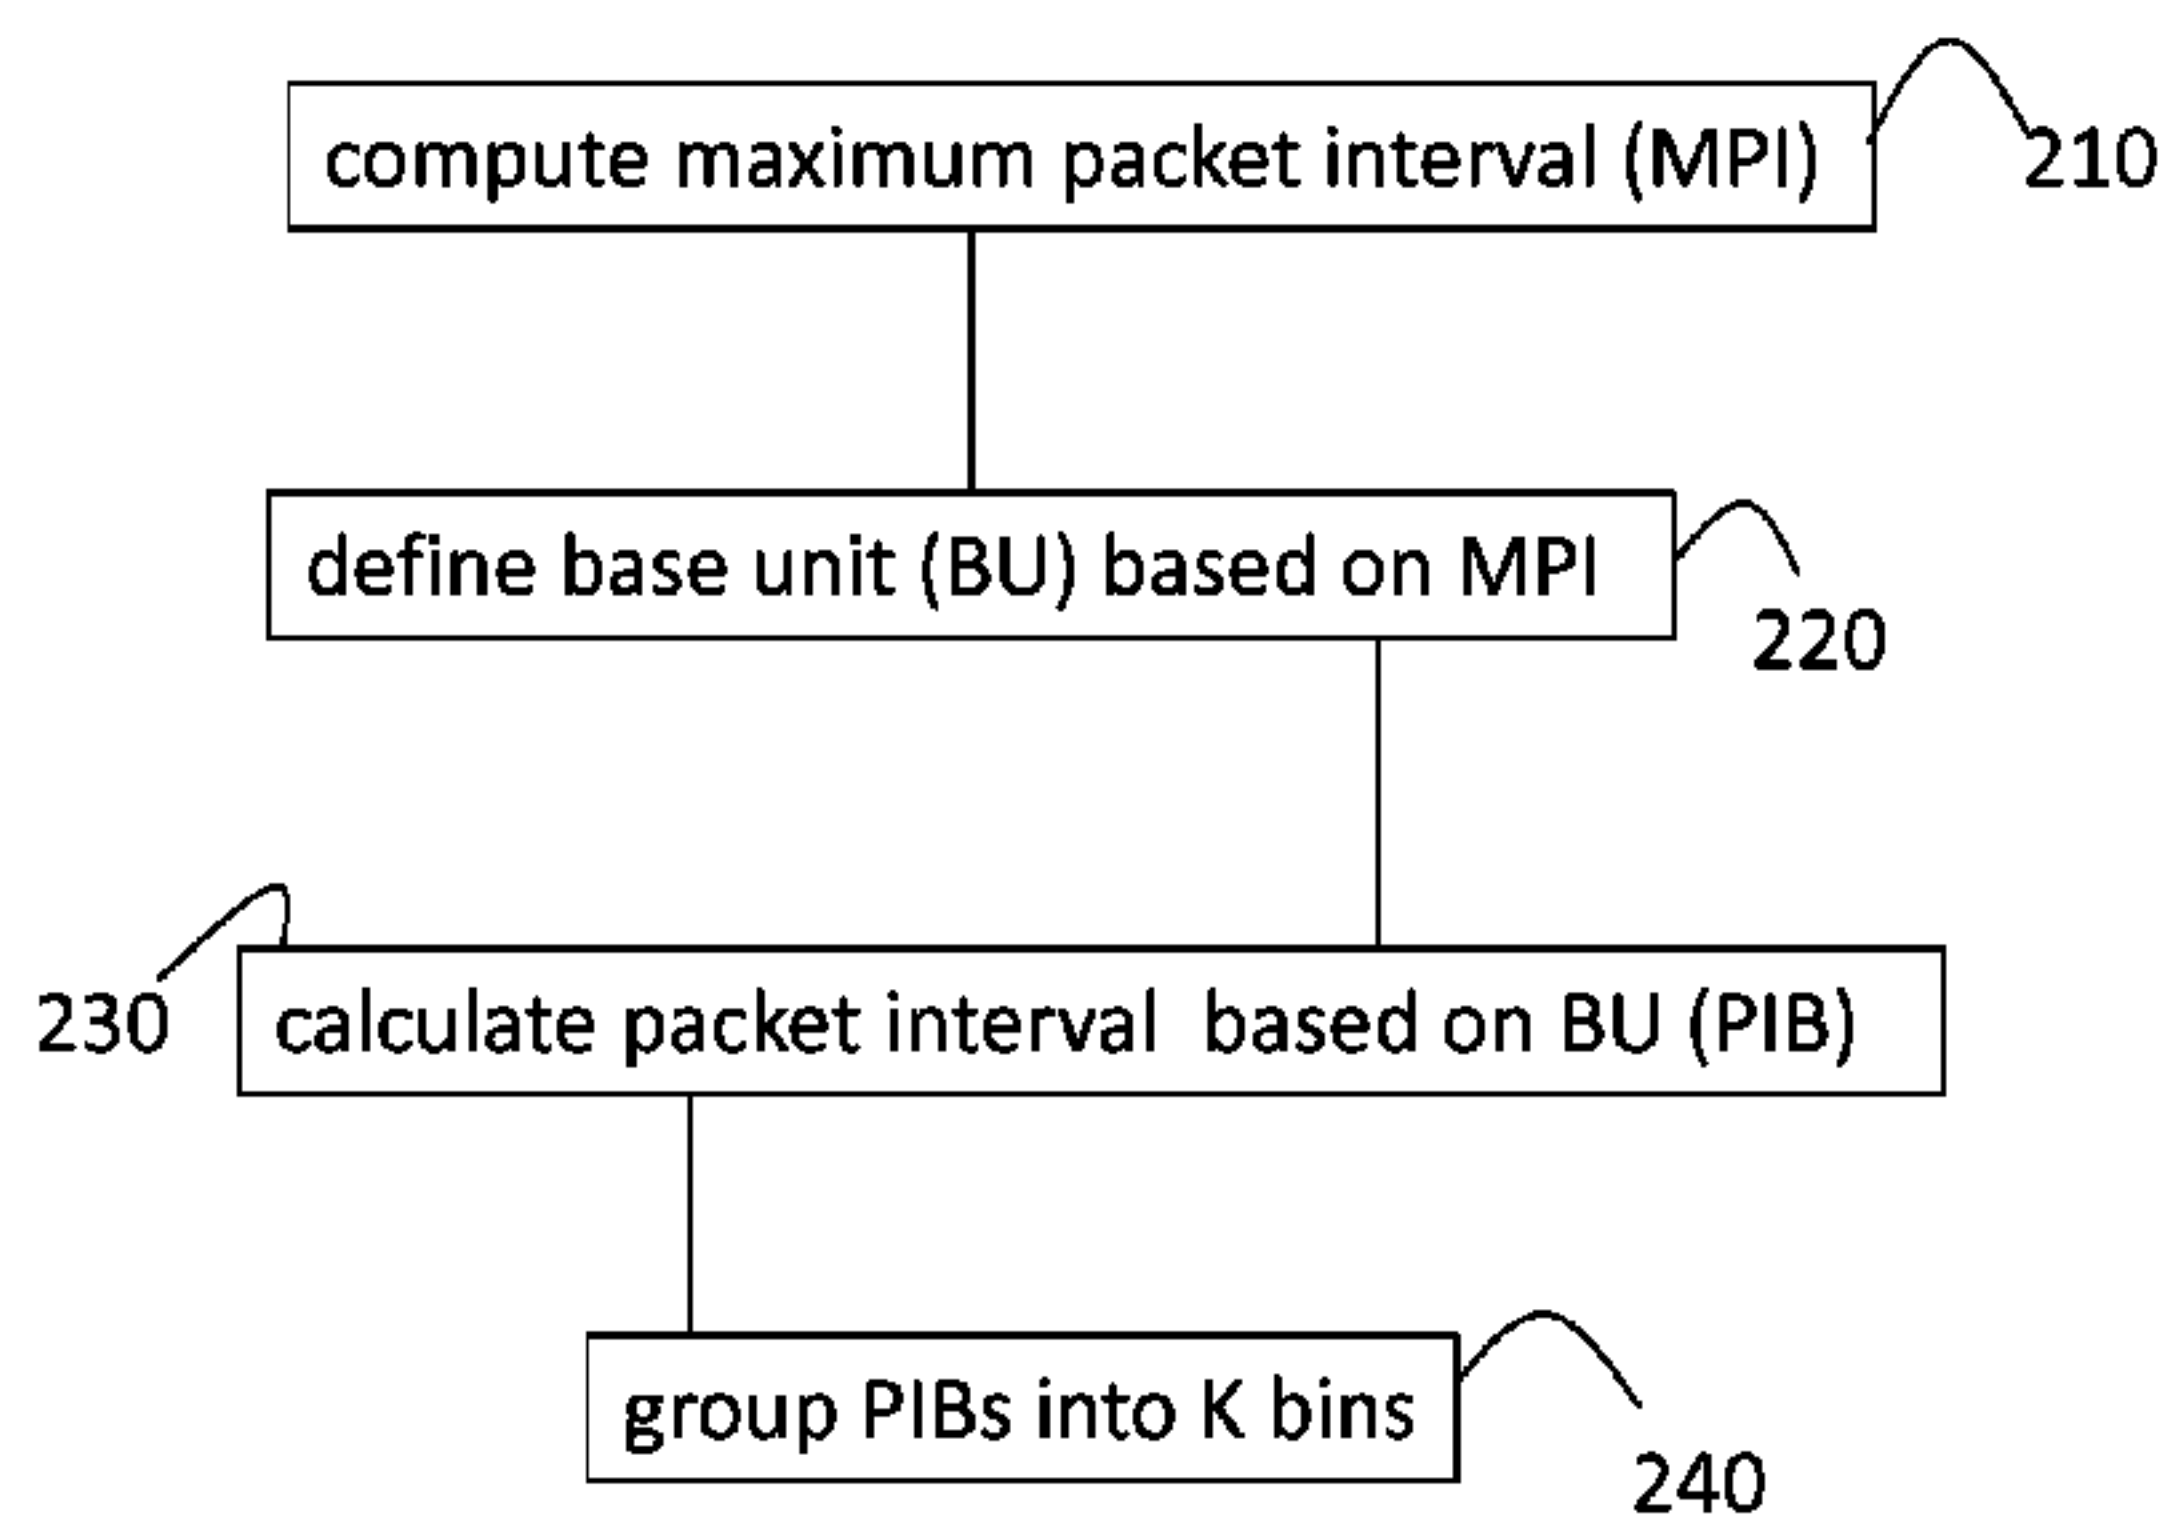 compute maximum packet interval (MPI)
210
define base unit (BU) based on MPI
220
230
calculate packet interval based on BU (PIB)
group PIBs into K bins
240